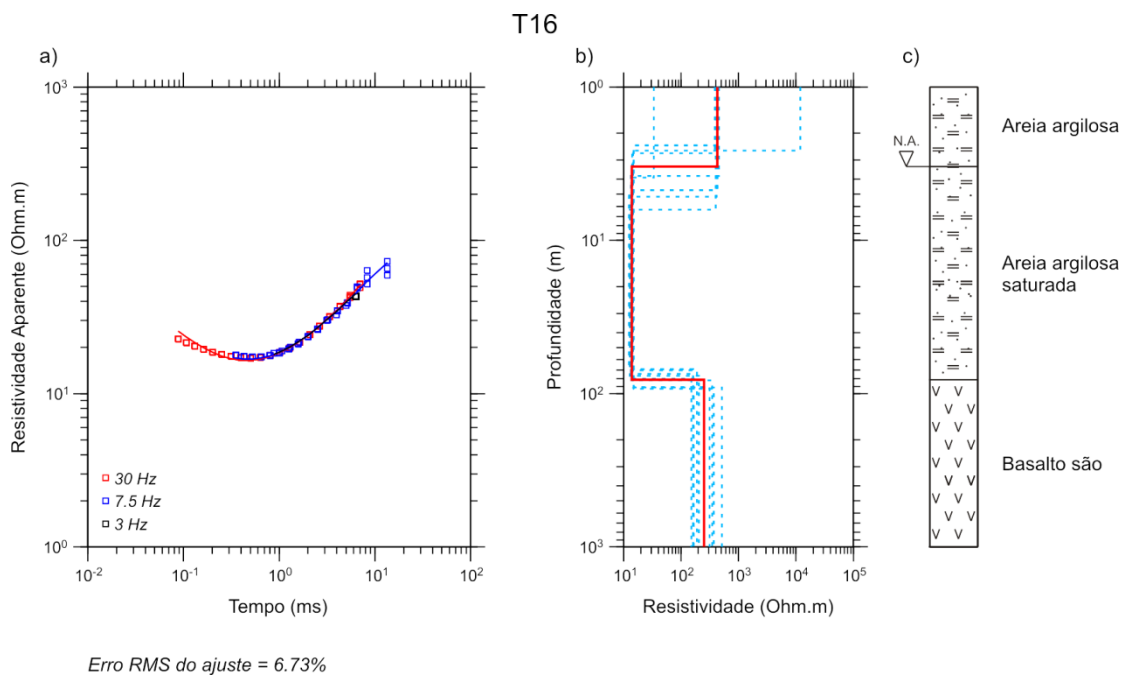 T16
a)
b)
c)
10³
10²
10¹
10⁰
Resistividade Aparente (Ohm.m)
30 Hz
7.5 Hz
3 Hz
10⁻²
10⁻¹
10⁰
10¹
10²
Tempo (ms)
10⁰
10¹
10²
10³
Profundidade (m)
10¹
10²
10³
10⁴
10⁵
Resistividade (Ohm.m)
N.A.
Areia argilosa
Areia argilosa
saturada
Basalto são
Erro RMS do ajuste = 6.73%